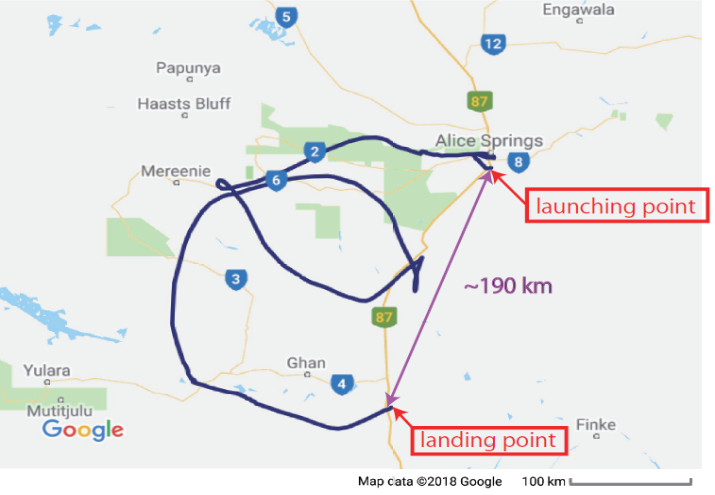 Engawala
5
12
Papunya
87
Haasts Bluff
Alice Springs
2
8
Mereenie
6
launching point
3
~190 km
87
Ghan
Yulara
4
Mutitjulu
Google
landing point
Finke
Map data ©2018 Google
100 km